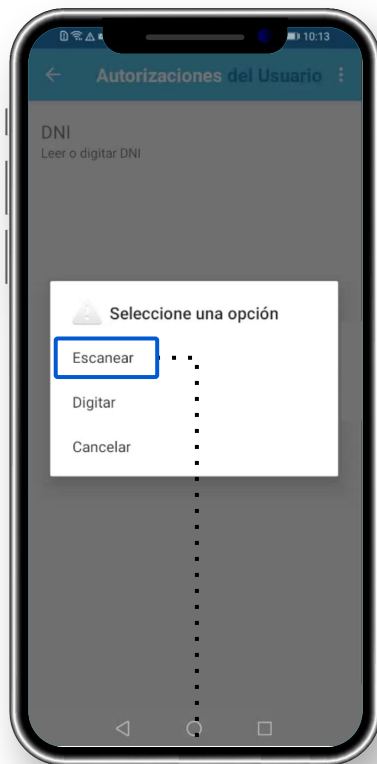 10:13
Autorizaciones del Usuario
DNI
Leer o digitar DNI
Seleccione una opción
Escanear
Digitar
Cancelar